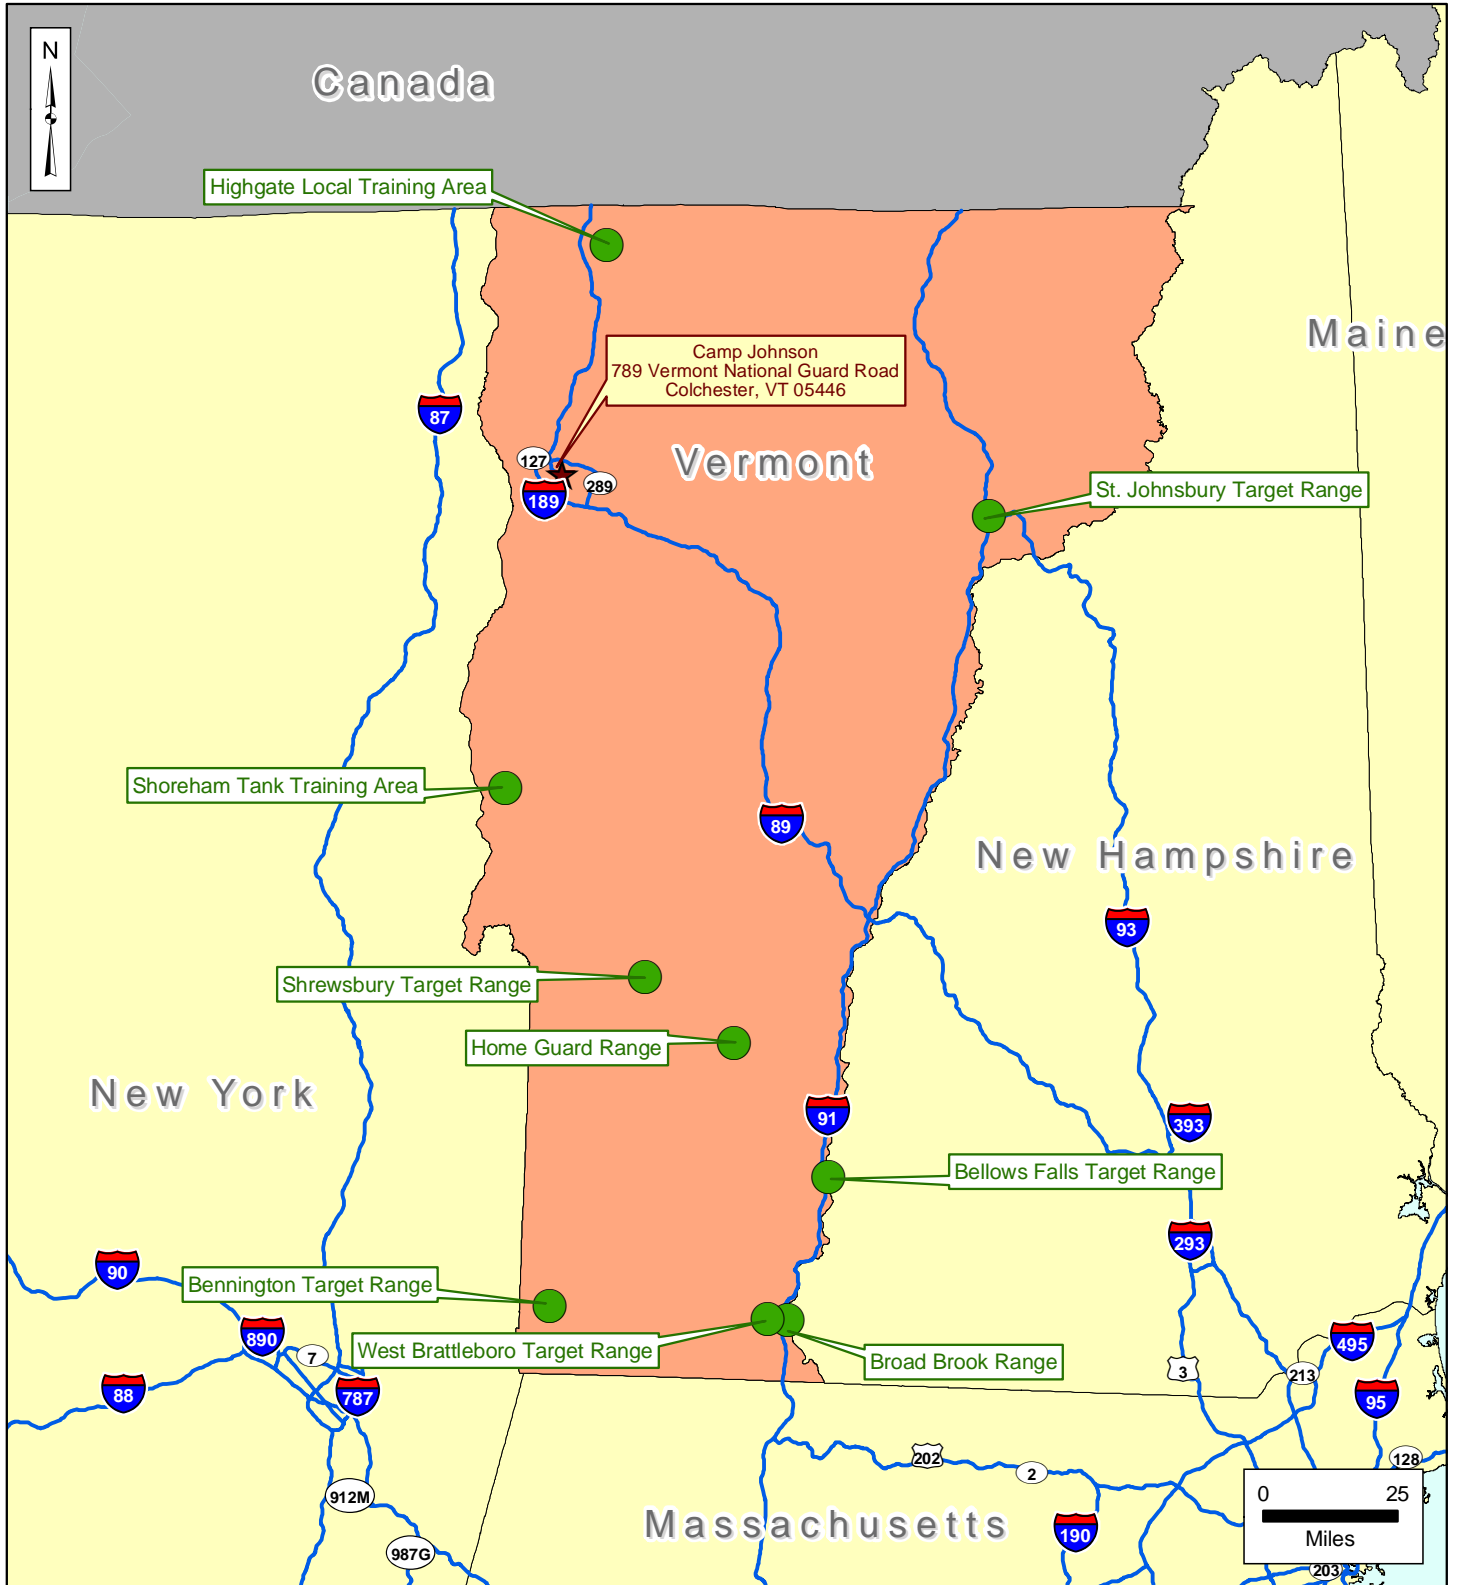 N
Canada
Highgate Local Training Area
Maine
Camp Johnson
789 Vermont National Guard Road
Colchester, VT 05446
87
Vermont
127
289
189
St. Johnsbury Target Range
Shoreham Tank Training Area
89
New Hampshire
93
Shrewsbury Target Range
Home Guard Range
New York
91
393
Bellows Falls Target Range
293
90
Bennington Target Range
890
7
West Brattleboro Target Range
Broad Brook Range
495
3
213
88
787
95
202
2
128
912M
Massachusetts
190
0 25
Miles
987G
203